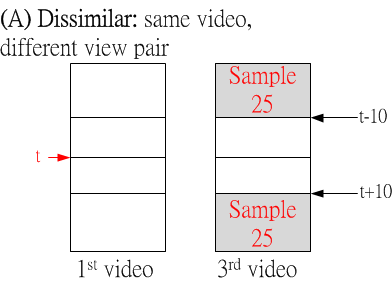 (A) Dissimilar: same video,
different view pair
Sample
25
t-10
t
t+10
Sample
25
1st video
3rd video